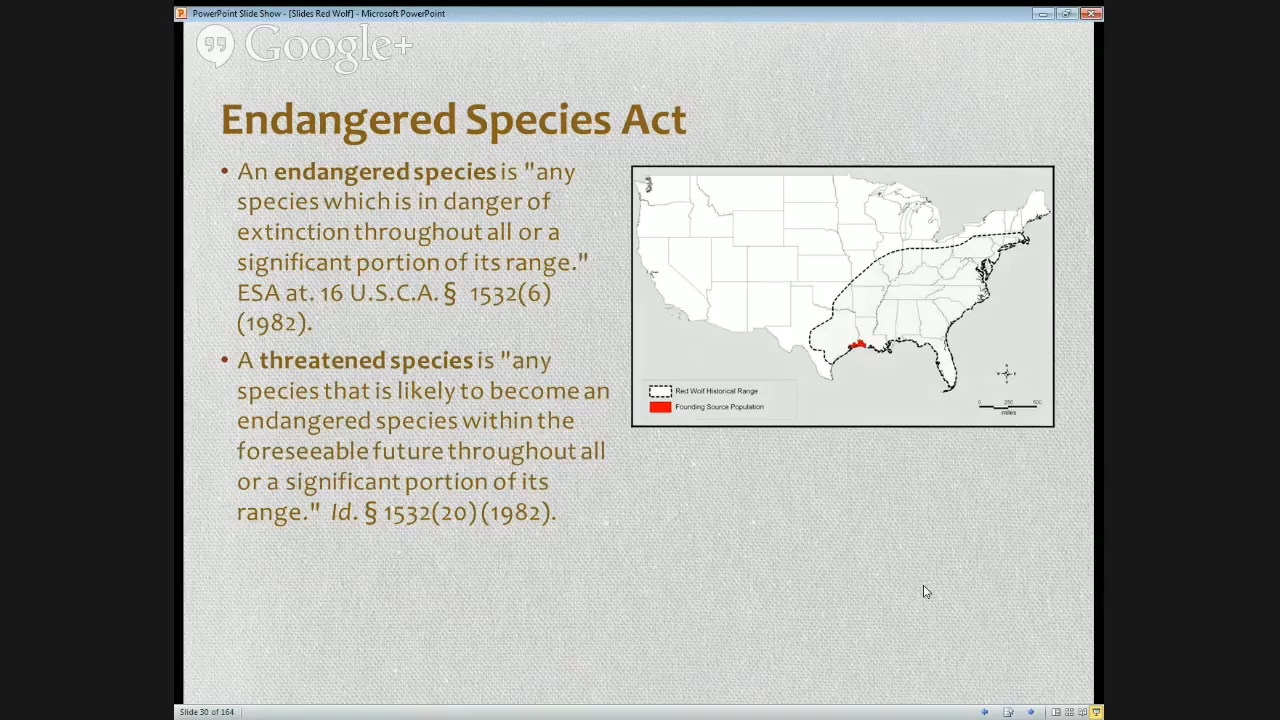 PowerPoint Slide Show - [Slides Red Wolf] - Microsoft PowerPoint
Google+
Endangered Species Act
• An endangered species is "any
species which is in danger of
extinction throughout all or a
significant portion of its range."
ESA at. 16 U.S.C.A. § 1532(6)
(1982).
• A threatened species is "any
species that is likely to become an
endangered species within the
foreseeable future throughout all
or a significant portion of its
range." Id. § 1532(20) (1982).
Red Wolf Historical Range
Founding Source Population
N
W E
S
0 250 500
miles
Slide 30 of 164